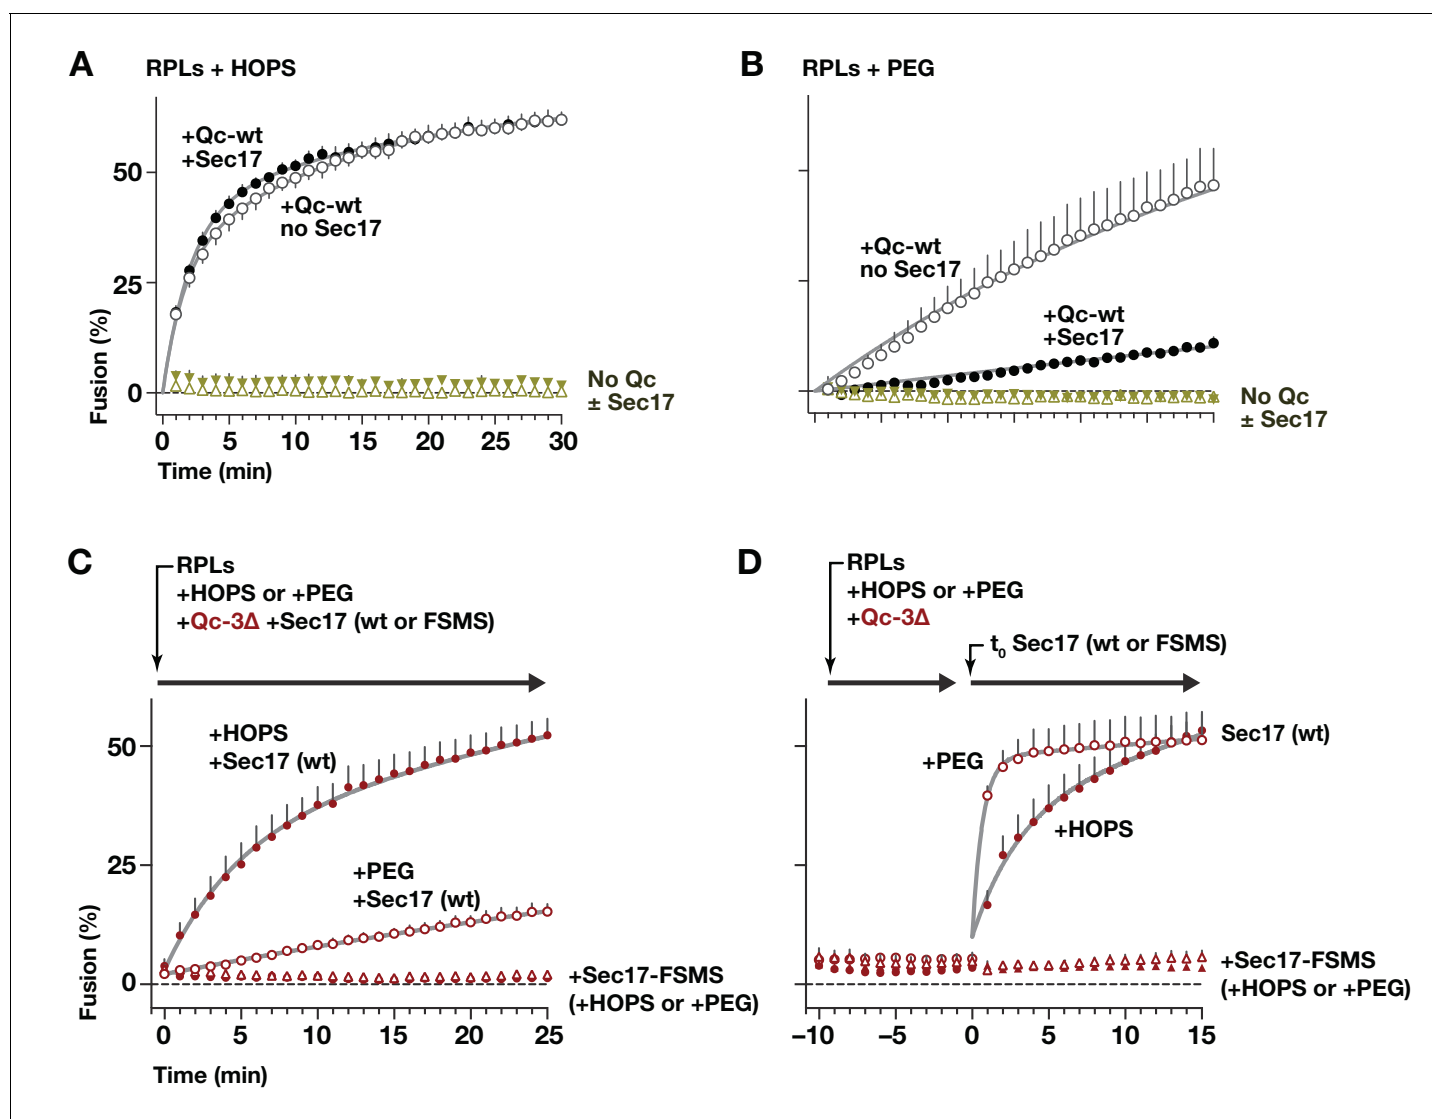 A
RPLs + HOPS
50
25
0
Fusion (%)
+Qc-wt
+Sec17
+Qc-wt
no Sec17
No Qc
± Sec17
0 5 10 15 20 25 30
Time (min)
B
RPLs + PEG
+Qc-wt
no Sec17
+Qc-wt
+Sec17
No Qc
± Sec17
C
RPLs
+HOPS or +PEG
+Qc-3Δ +Sec17 (wt or FSMS)
50
25
0
Fusion (%)
+HOPS
+Sec17 (wt)
+PEG
+Sec17 (wt)
+Sec17-FSMS
(+HOPS or +PEG)
0 5 10 15 20 25
Time (min)
D
RPLs
+HOPS or +PEG
+Qc-3Δ
t0 Sec17 (wt or FSMS)
Sec17 (wt)
+PEG
+HOPS
+Sec17-FSMS
(+HOPS or +PEG)
−10 −5 0 5 10 15